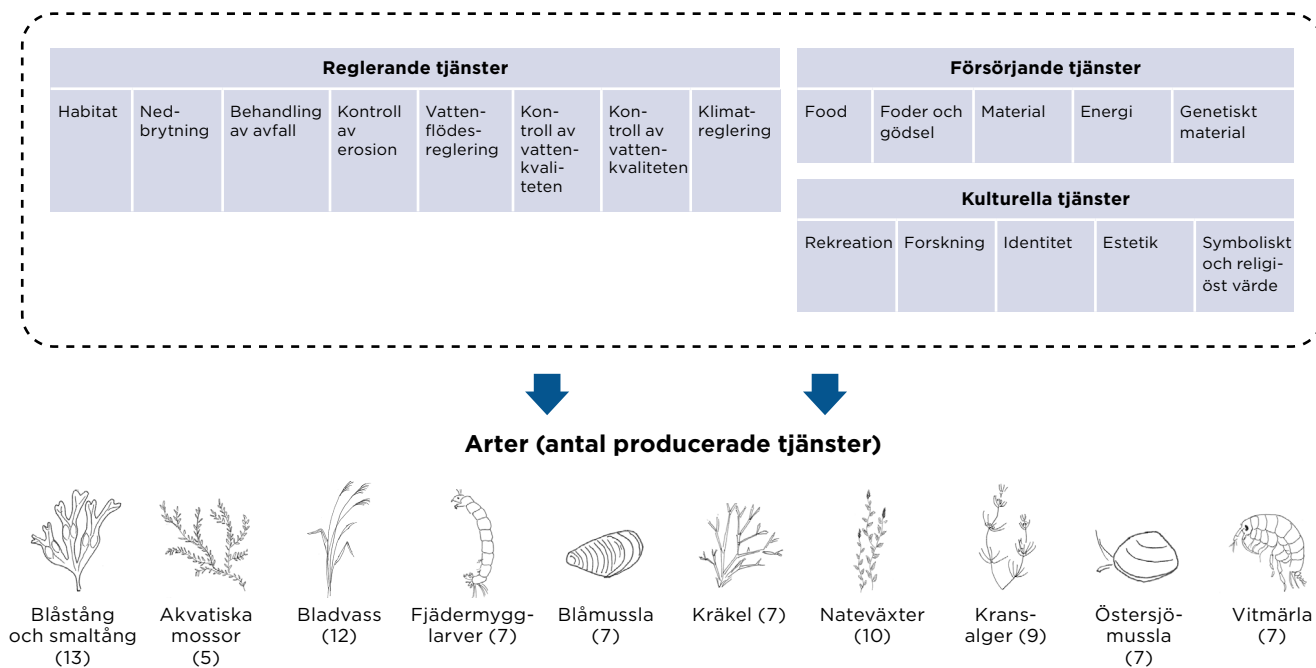 Reglerande tjänster
Habitat
Ned-
brytning
Behandling
av avfall
Kontroll
av
erosion
Vatten-
flödes-
reglering
Kon-
troll av
vatten-
kvali-
teten
Kon-
troll av
vatten-
kvaliteten
Klimat-
reglering
Försörjande tjänster
Food
Foder och
gödsel
Material
Energi
Genetiskt
material
Kulturella tjänster
Rekreation
Forskning
Identitet
Estetik
Symboliskt
och religi-
öst värde
Arter (antal producerade tjänster)
Blåstång
och smaltång
(13)
Akvatiska
mossor
(5)
Bladvass
(12)
Fjädermygg-
larver (7)
Blåmussla
(7)
Kräkel (7)
Nateväxter
(10)
Krans-
alger (9)
Östersjö-
mussla
(7)
Vitmärla
(7)